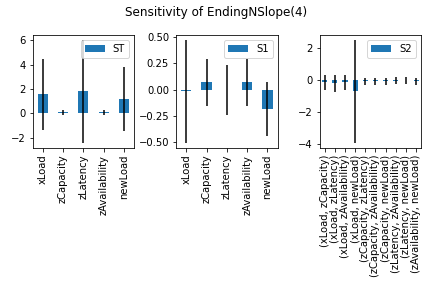 Sensitivity of EndingNSlope(4)
ST
6
4
2
0
−2
xLoad
zCapacity
zLatency
zAvailability
newLoad
S1
0.50
0.25
0.00
−0.25
−0.50
xLoad
zCapacity
zLatency
zAvailability
newLoad
S2
2
0
−2
−4
(xLoad, zCapacity)
(xLoad, zLatency)
(xLoad, zAvailability)
(xLoad, newLoad)
(zCapacity, zLatency)
(zCapacity, zAvailability)
(zCapacity, newLoad)
(zLatency, zAvailability)
(zLatency, newLoad)
(zAvailability, newLoad)